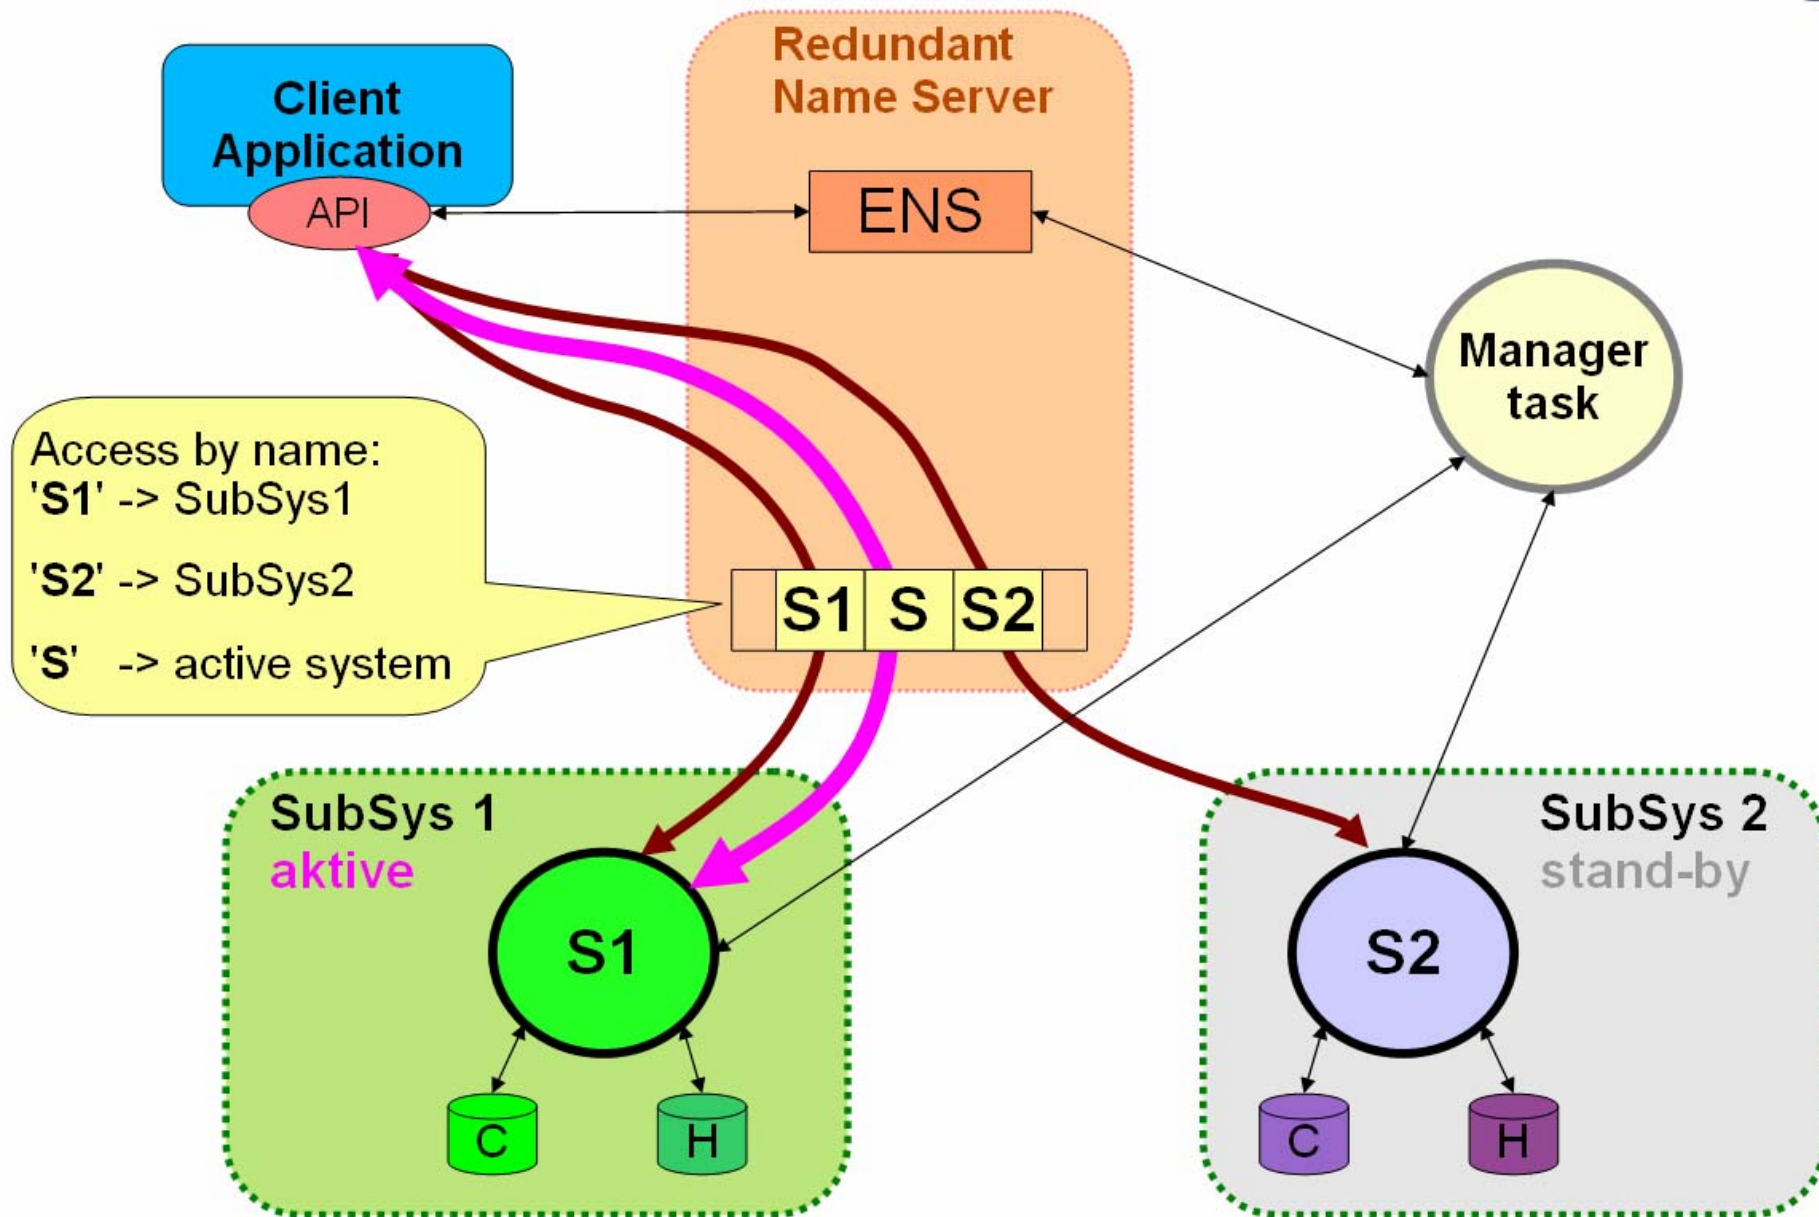 Client
Application
API
Redundant
Name Server
ENS
Manager
task
Access by name:
'S1' -> SubSys1
'S2' -> SubSys2
'S' -> active system
S1 S S2
SubSys 1
aktive
S1
C H
SubSys 2
stand-by
S2
C H